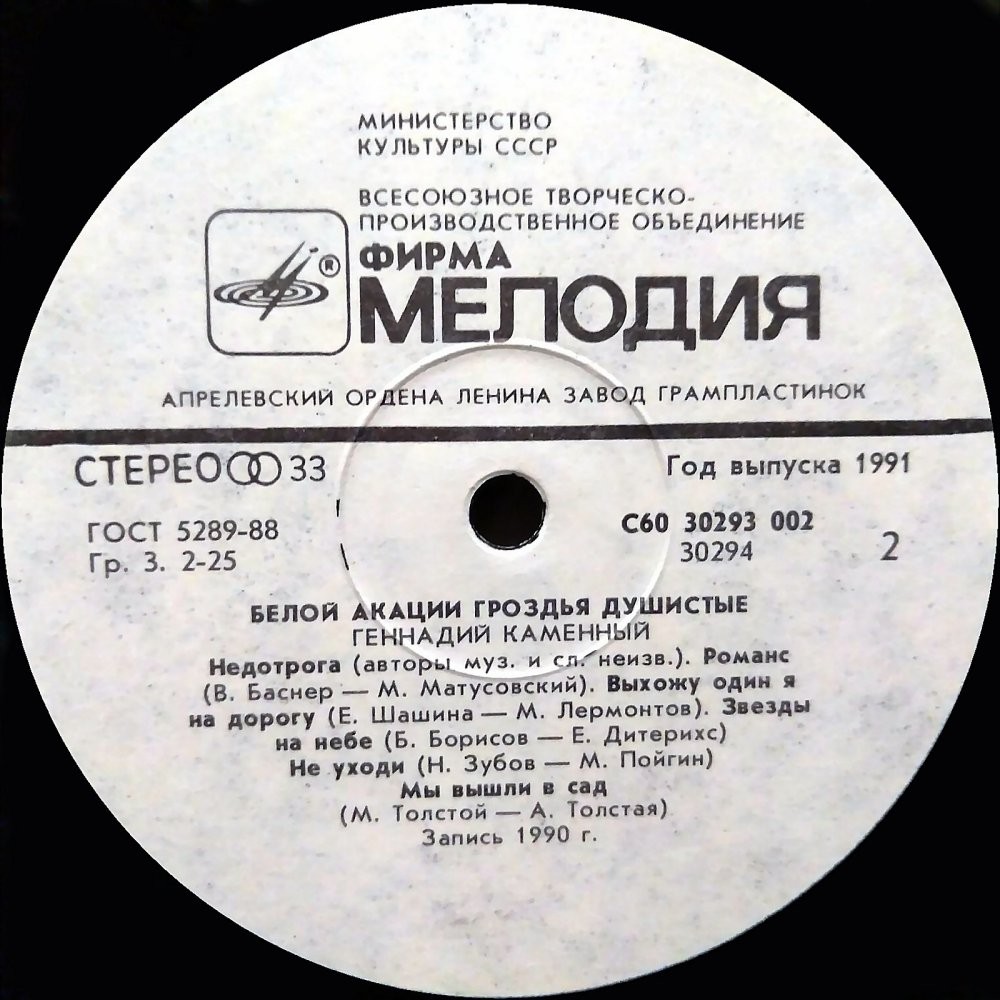 МИНИСТЕРСТВО
КУЛЬТУРЫ СССР
ВСЕСОЮЗНОЕ ТВОРЧЕСКО-
ПРОИЗВОДСТВЕННОЕ ОБЪЕДИНЕНИЕ
ФИРМА
®
МЕЛОДИЯ
АПРЕЛЕВСКИЙ ОРДЕНА ЛЕНИНА ЗАВОД ГРАМПЛАСТИНОК
СТЕРЕО 33
Год выпуска 1991
ГОСТ 5289-88
Гр. 3. 2-25
С60 30293 002
30294
2
БЕЛОЙ АКАЦИИ ГРОЗДЬЯ ДУШИСТЫЕ
ГЕННАДИЙ КАМЕННЫЙ
Недотрога (авторы муз. и сл. неизв.). Романс
(В. Баснер — М. Матусовский). Выхожу один я
на дорогу (Е. Шашина — М. Лермонтов). Звезды
на небе (Б. Борисов — Е. Дитерихс)
Не уходи (Н. Зубов — М. Пойгин)
Мы вышли в сад
(М. Толстой — А. Толстая)
Запись 1990 г.